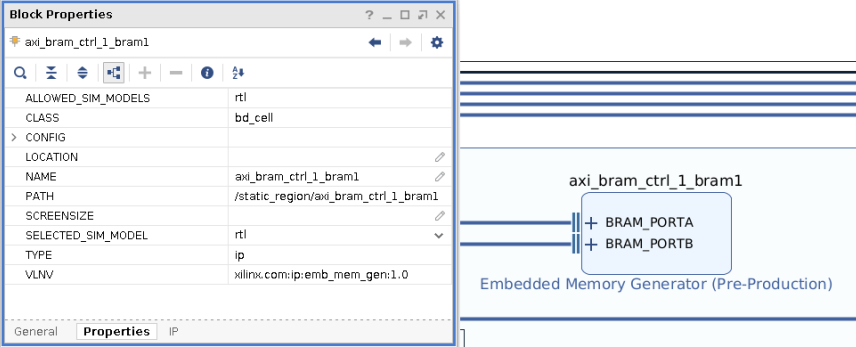 Block Properties
axi_bram_ctrl_1_bram1
ALLOWED_SIM_MODELS rtl
CLASS bd_cell
CONFIG
LOCATION
NAME axi_bram_ctrl_1_bram1
PATH /static_region/axi_bram_ctrl_1_bram1
SCREENSIZE
SELECTED_SIM_MODEL rtl
TYPE ip
VLNV xilinx.com:ip:emb_mem_gen:1.0
General Properties IP
axi_bram_ctrl_1_bram1
BRAM_PORTA
BRAM_PORTB
Embedded Memory Generator (Pre-Production)